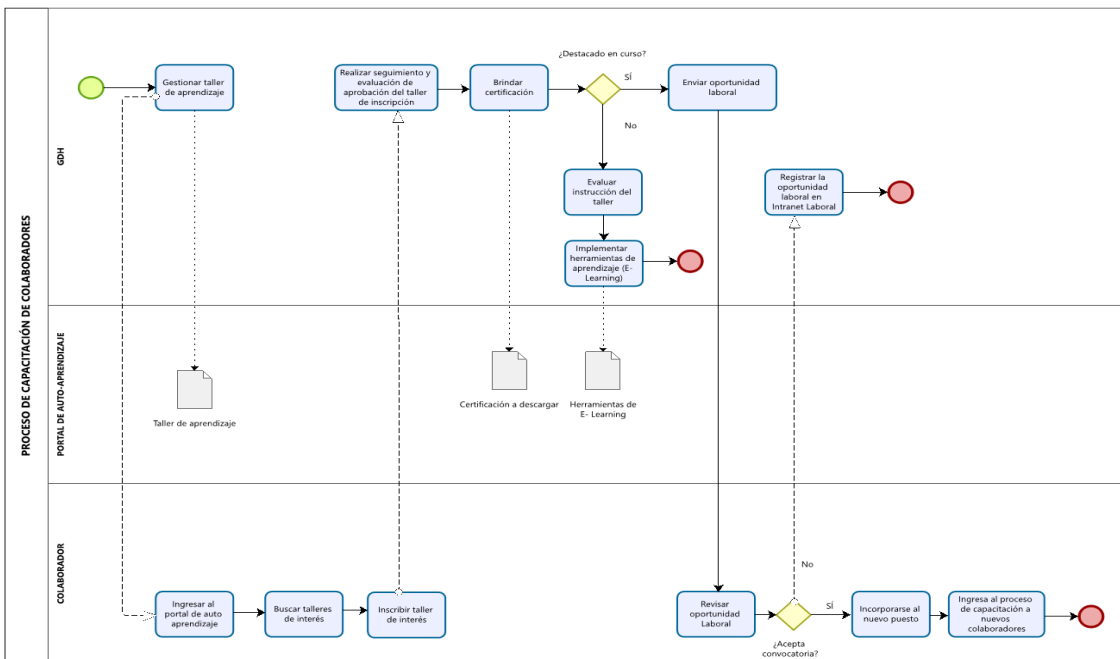 PROCESO DE CAPACITACIÓN DE COLABORADORES
GDH
Gestionar taller
de aprendizaje
Realizar seguimiento y
evaluación de
aprobación del taller
de inscripción
Brindar
certificación
¿Destacado en curso?
SÍ
No
Enviar oportunidad
laboral
Evaluar
instrucción del
taller
Implementar
herramientas de
aprendizaje (E-
Learning)
Registrar la
oportunidad
laboral en
Intranet Laboral
PORTAL DE AUTO-APRENDIZAJE
Taller de aprendizaje
Certificación a descargar
Herramientas de
E- Learning
COLABORADOR
Ingresar al
portal de auto
aprendizaje
Buscar talleres
de interés
Inscribir taller
de interés
Revisar
oportunidad
Laboral
No
SÍ
¿Acepta
convocatoria?
Incorporarse al
nuevo puesto
Ingresa al proceso
de capacitación a
nuevos
colaboradores